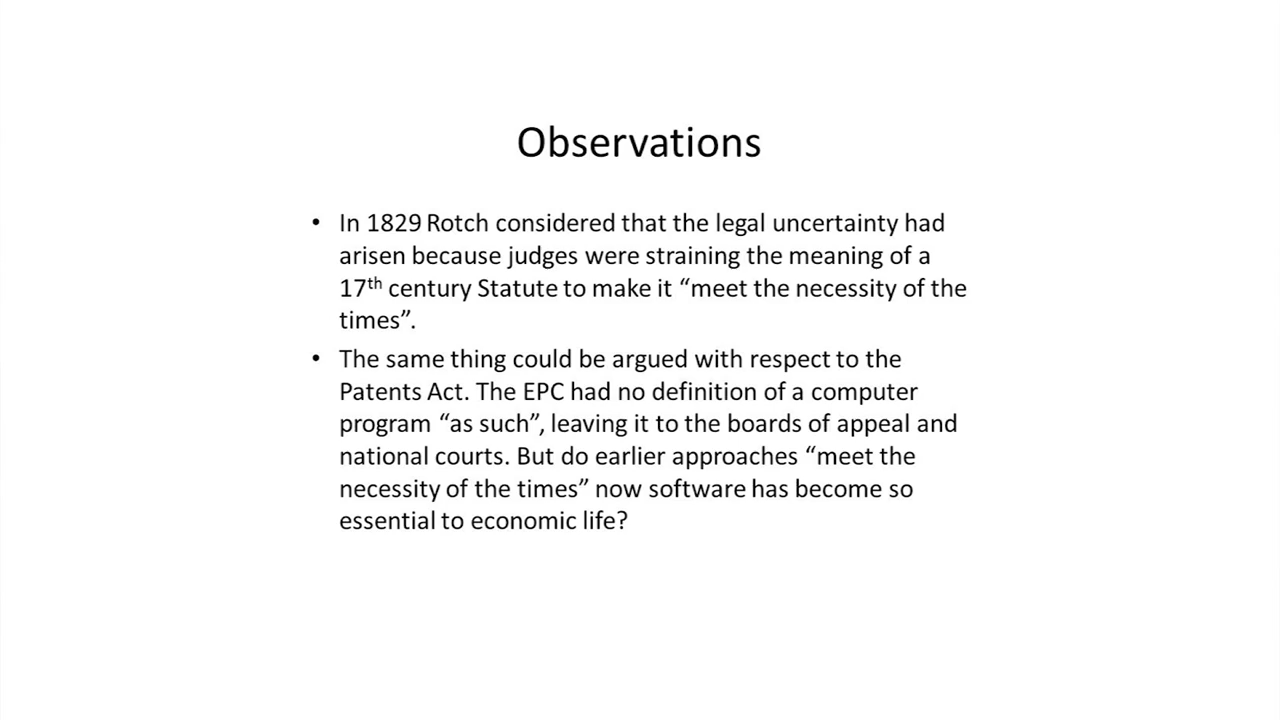 Observations
• In 1829 Rotch considered that the legal uncertainty had
arisen because judges were straining the meaning of a
17th century Statute to make it “meet the necessity of the
times”.
• The same thing could be argued with respect to the
Patents Act. The EPC had no definition of a computer
program “as such”, leaving it to the boards of appeal and
national courts. But do earlier approaches “meet the
necessity of the times” now software has become so
essential to economic life?